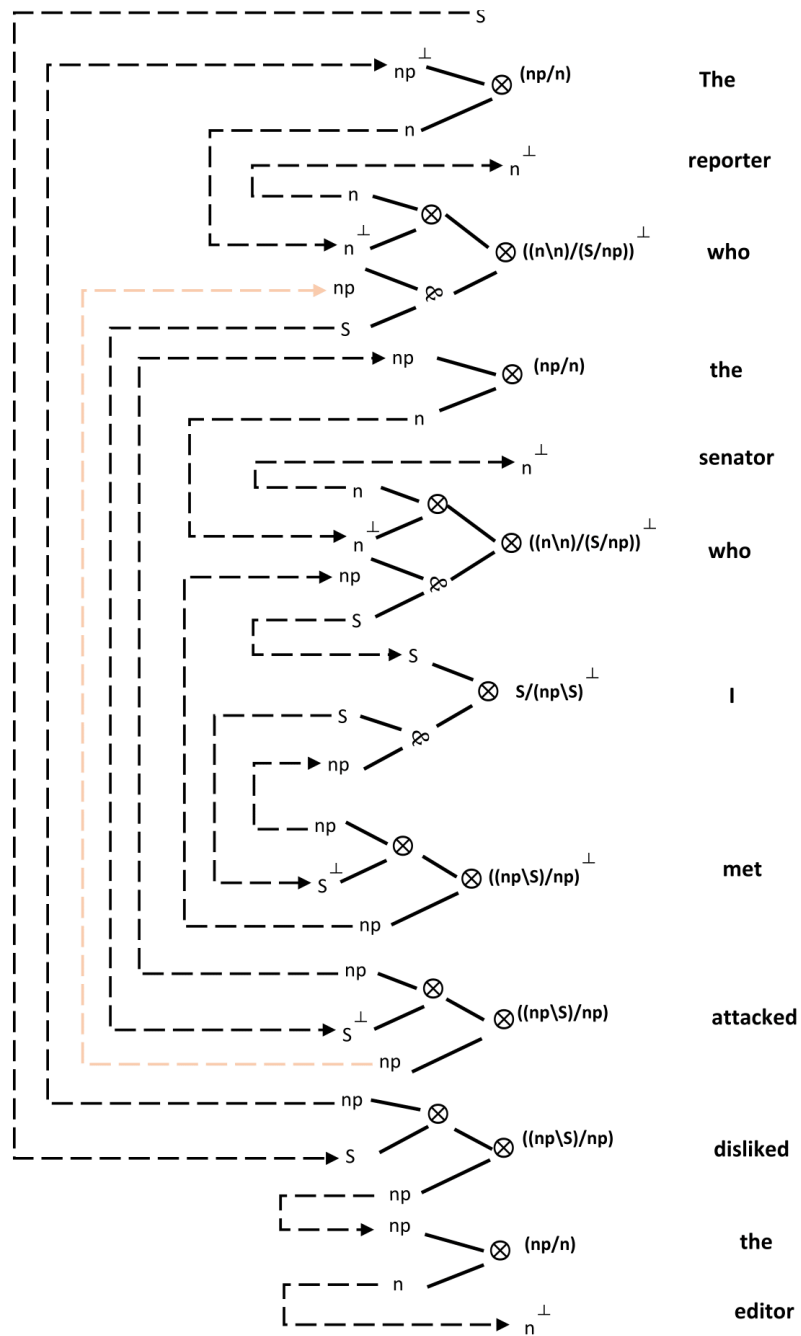 S
np⊥ ⊗ (np/n) The
n
n⊥ reporter
n ⊗
n⊥ ⊗ ((n\n)/(S/np))⊥ who
np &
S
np ⊗ (np/n) the
n
n⊥ senator
n ⊗
n⊥ ⊗ ((n\n)/(S/np))⊥ who
np &
S
S ⊗ S/(np\S)⊥ I
S &
np
np ⊗
S⊥ ⊗ ((np\S)/np)⊥ met
np
np ⊗
S⊥ ⊗ ((np\S)/np) attacked
np
np ⊗
S ⊗ ((np\S)/np) disliked
np
np ⊗ (np/n) the
n
n⊥ editor